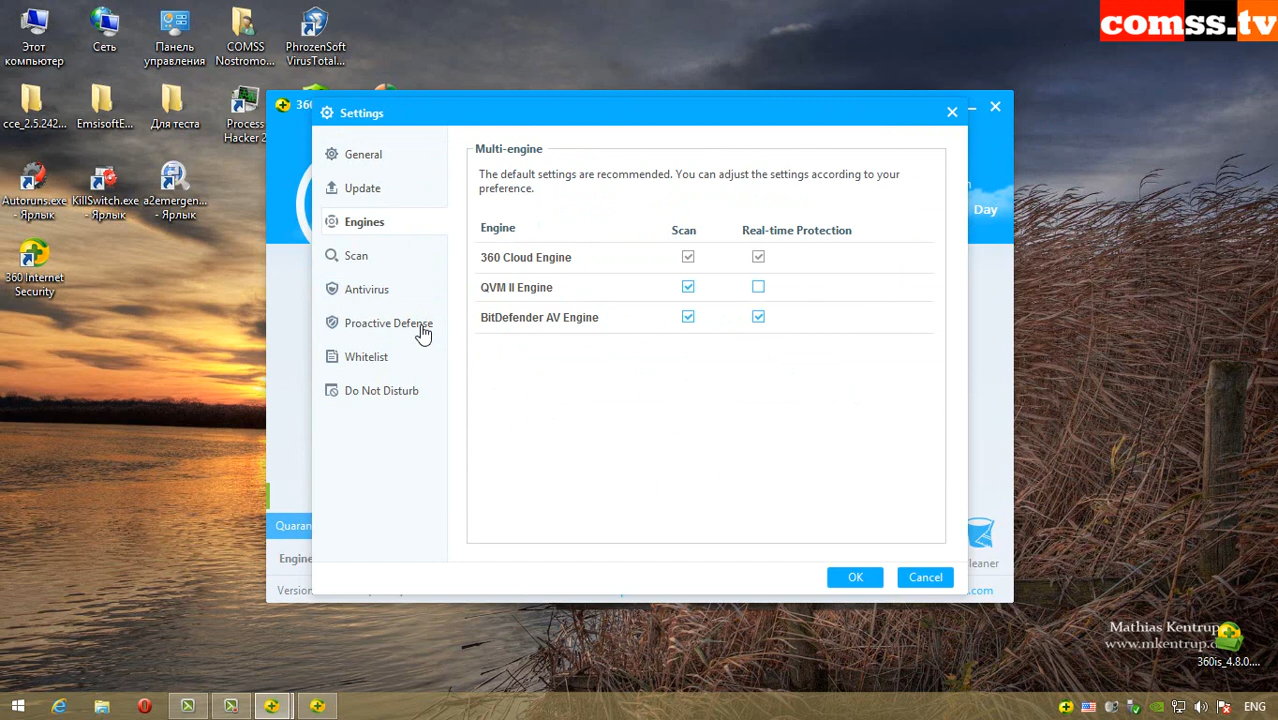 comss.tv
Этот
компьютер
Сеть
Панель
управления
COMSS
Nostromo...
PhrozenSoft
VirusTotal...
cce_2.5.242...
EmsisoftE...
Для теста
Process
Hacker 2
Autoruns.exe
- Ярлык
KillSwitch.exe
- Ярлык
a2emergen...
- Ярлык
360 Internet
Security
360
Settings
General
Update
Engines
Scan
Antivirus
Proactive Defense
Whitelist
Do Not Disturb
Multi-engine
The default settings are recommended. You can adjust the settings according to your
preference.
Engine Scan Real-time Protection
360 Cloud Engine
QVM II Engine
BitDefender AV Engine
OK Cancel
Day
Quaran
Engine
Version
leaner
.com
Mathias Kentrup
www.mkentrup.d
360is_4.8.0....
ENG